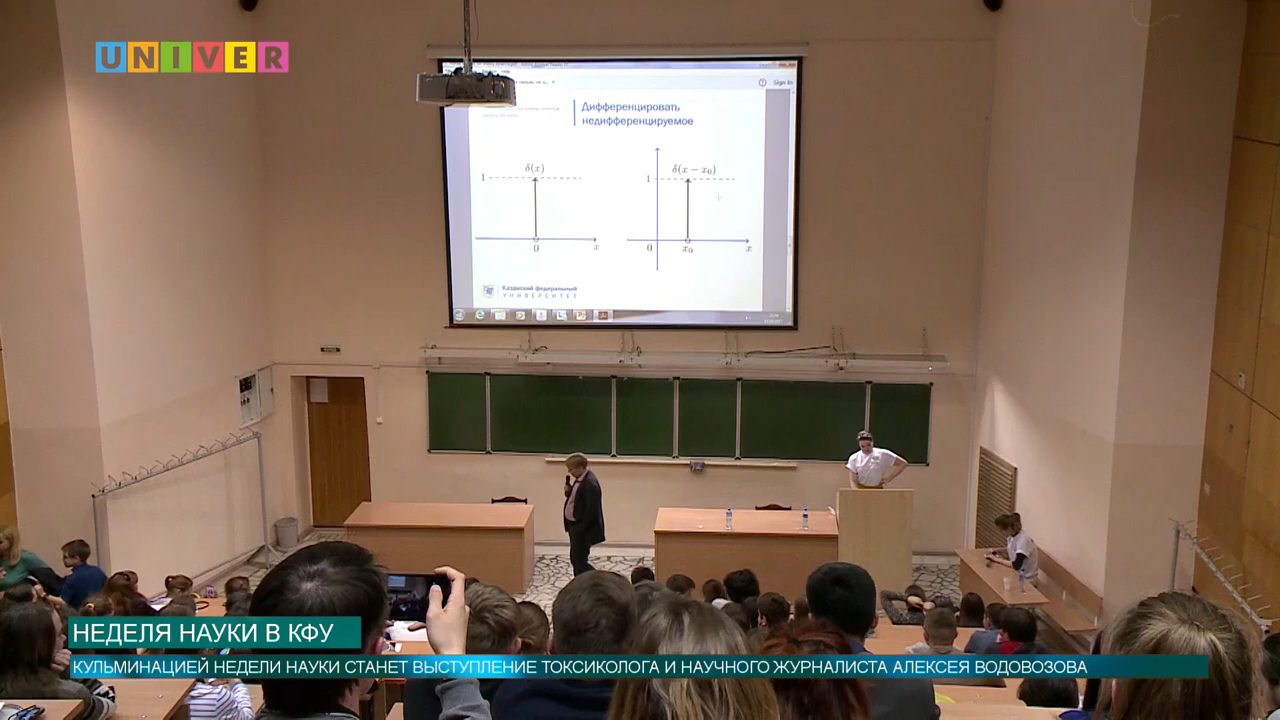 UNIVER
Sign In
Дифференцировать
недифференцируемое
δ(x)
δ(x − x₀)
1
1
0
x
0
x₀
x
Казанский федеральный
УНИВЕРСИТЕТ
НЕДЕЛЯ НАУКИ В КФУ
КУЛЬМИНАЦИЕЙ НЕДЕЛИ НАУКИ СТАНЕТ ВЫСТУПЛЕНИЕ ТОКСИКОЛОГА И НАУЧНОГО ЖУРНАЛИСТА АЛЕКСЕЯ ВОДОВОЗОВА